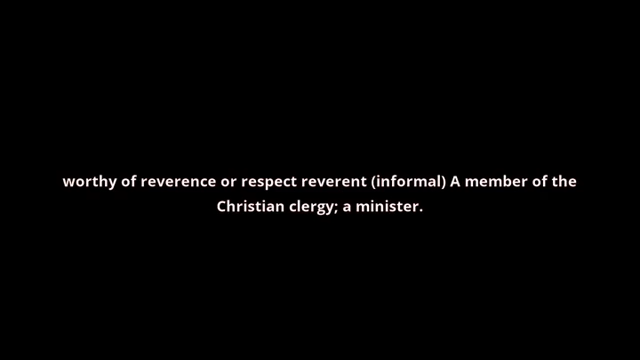 worthy of reverence or respect reverent (informal) A member of the
Christian clergy; a minister.